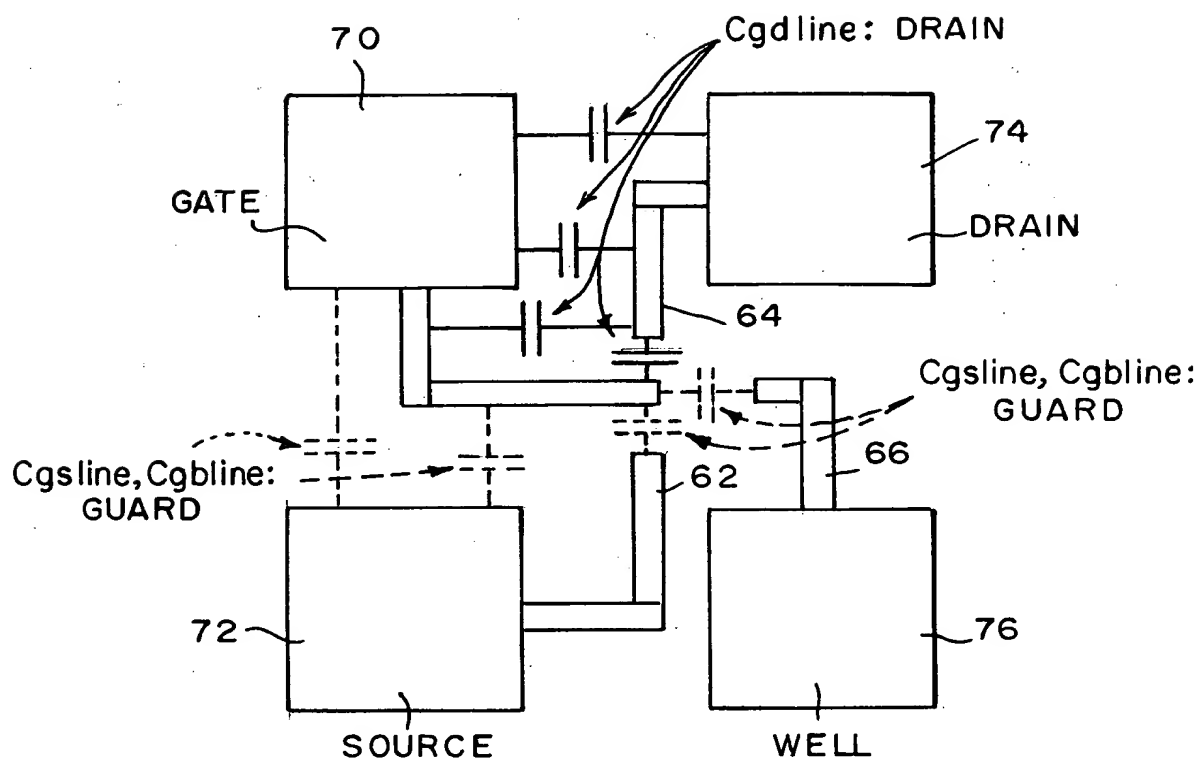 70
Cgdline: DRAIN
74
GATE
DRAIN
64
Cgsline, Cgbline:
GUARD
Cgsline, Cgbline:
GUARD
66
62
72
76
SOURCE
WELL